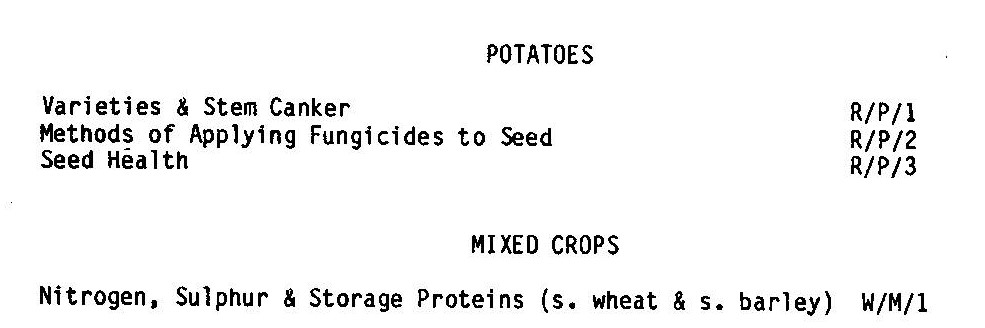 POTATOES
Varieties & Stem Canker R/P/1
Methods of Applying Fungicides to Seed R/P/2
Seed Health R/P/3
MIXED CROPS
Nitrogen, Sulphur & Storage Proteins (s. wheat & s. barley) W/M/1